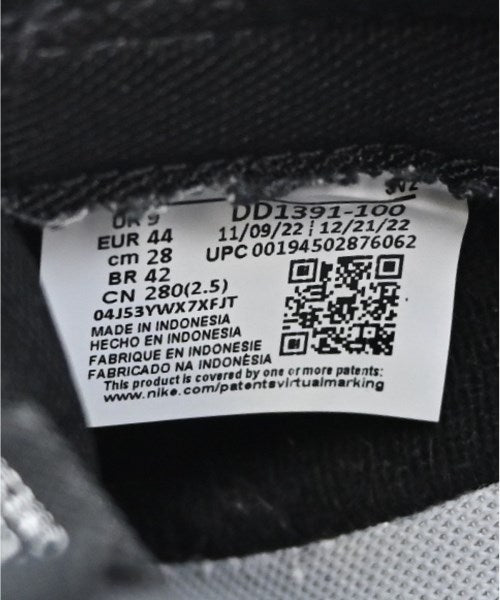 UK 9
EUR 44
cm 28
BR 42
CN 280(2.5)
04J53YWX7XFJT
MADE IN INDONESIA
HECHO EN INDONESIA
FABRIQUE EN INDONESIE
FABRICADO NA INDONÉSIA
DD1391-100
11/09/22 | 12/21/22
UPC 00194502876062
This product is covered by one or more patents:
www.nike.com/patentsvirtualmarking